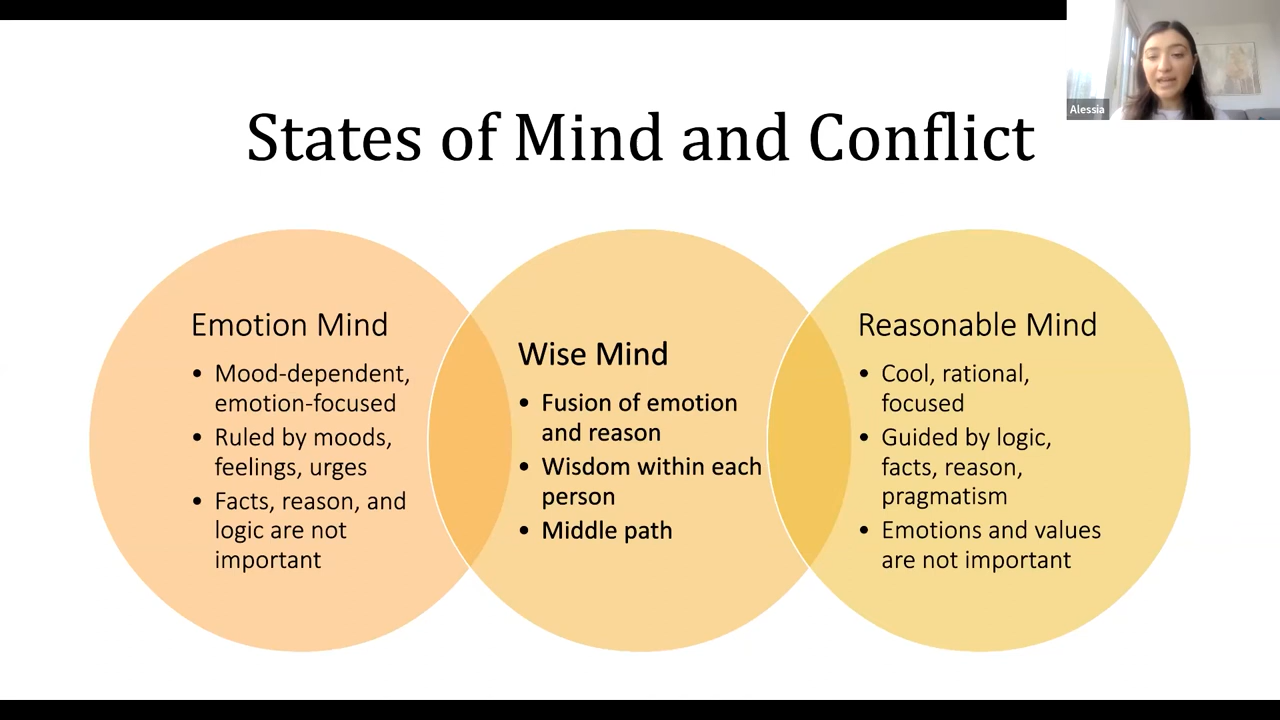 Alessia
States of Mind and Conflict
Emotion Mind
• Mood-dependent,
emotion-focused
• Ruled by moods,
feelings, urges
• Facts, reason, and
logic are not
important
Wise Mind
• Fusion of emotion
and reason
• Wisdom within each
person
• Middle path
Reasonable Mind
• Cool, rational,
focused
• Guided by logic,
facts, reason,
pragmatism
• Emotions and values
are not important